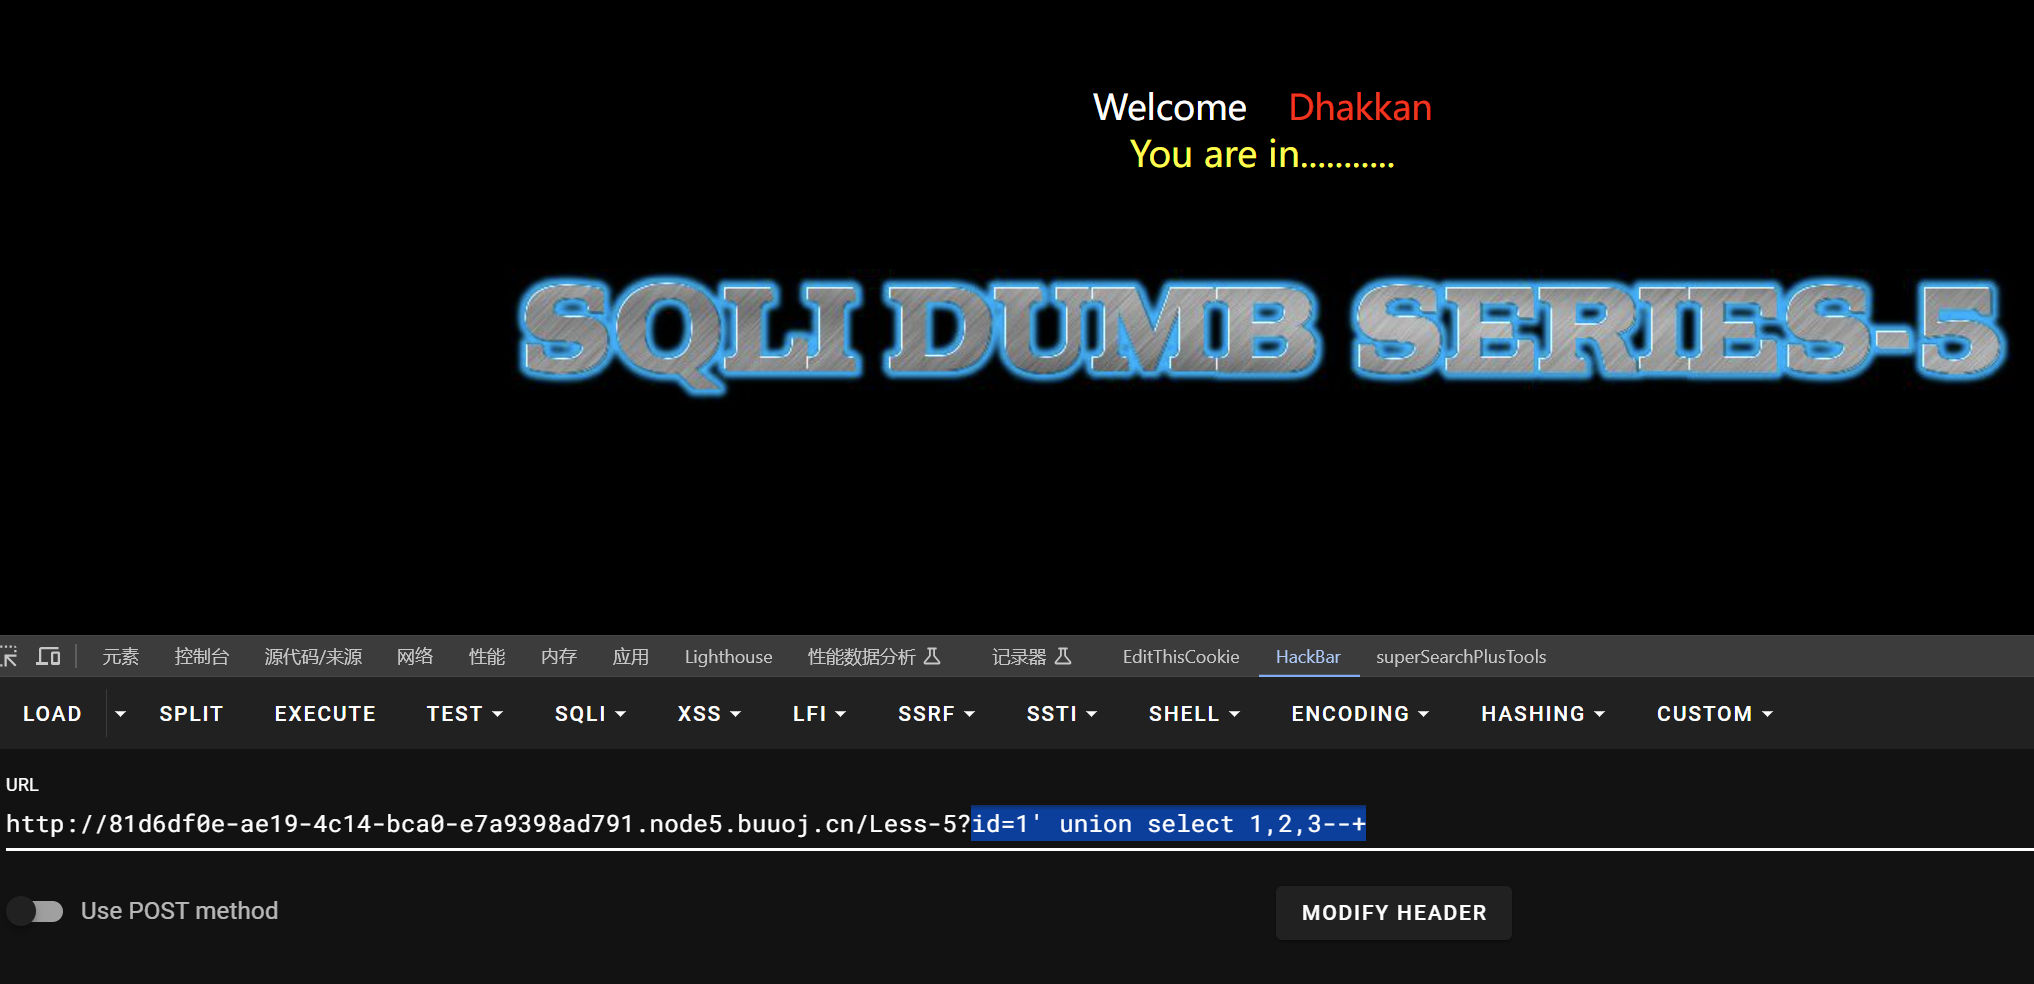 Welcome Dhakkan
You are in...........
SQLI DUMB SERIES-5
元素 控制台 源代码/来源 网络 性能 内存 应用 Lighthouse 性能数据分析 记录器 EditThisCookie HackBar superSearchPlusTools
LOAD SPLIT EXECUTE TEST SQLI XSS LFI SSRF SSTI SHELL ENCODING HASHING CUSTOM
URL
http://81d6df0e-ae19-4c14-bca0-e7a9398ad791.node5.buuoj.cn/Less-5?id=1' union select 1,2,3--+
Use POST method MODIFY HEADER